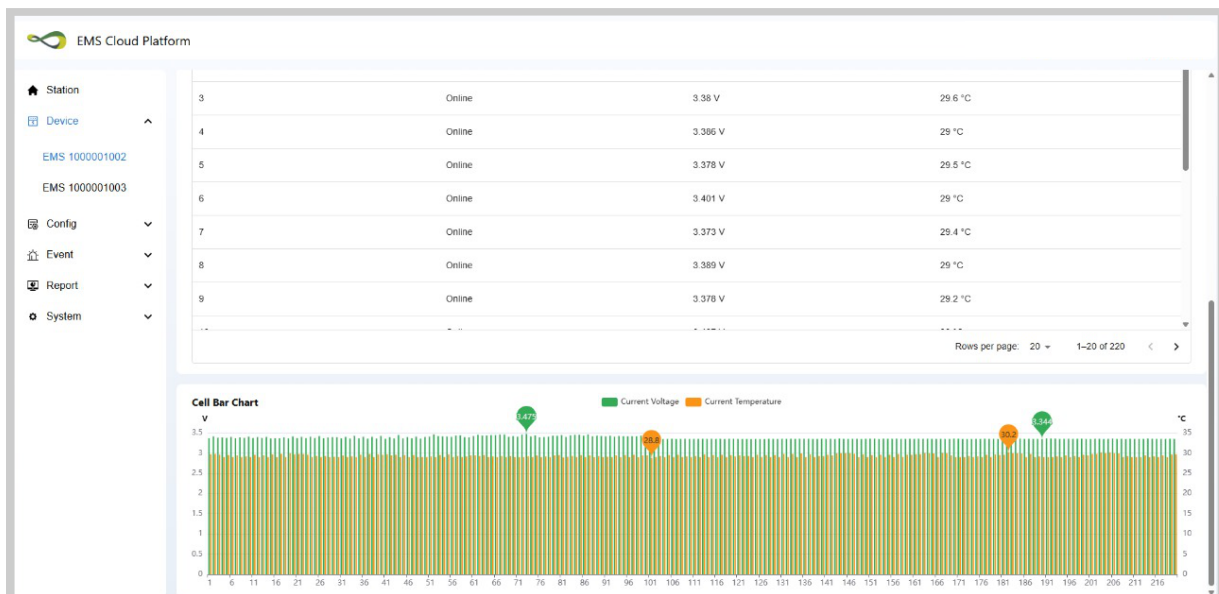 EMS Cloud Platform
Station
Device
EMS 1000001002
EMS 1000001003
Config
Event
Report
System
3 Online 3.38 V 29.6 °C
4 Online 3.386 V 29 °C
5 Online 3.378 V 29.5 °C
6 Online 3.401 V 29 °C
7 Online 3.373 V 29.4 °C
8 Online 3.389 V 29 °C
9 Online 3.378 V 29.2 °C
Rows per page: 20 1–20 of 220
Cell Bar Chart
Current Voltage Current Temperature
V °C
3.475 28.8 30.2 3.344
3.5 35
3 30
2.5 25
2 20
1.5 15
1 10
0.5 5
0 0
1 6 11 16 21 26 31 36 41 46 51 56 61 66 71 76 81 86 91 96 101 106 111 116 121 126 131 136 141 146 151 156 161 166 171 176 181 186 191 196 201 206 211 216